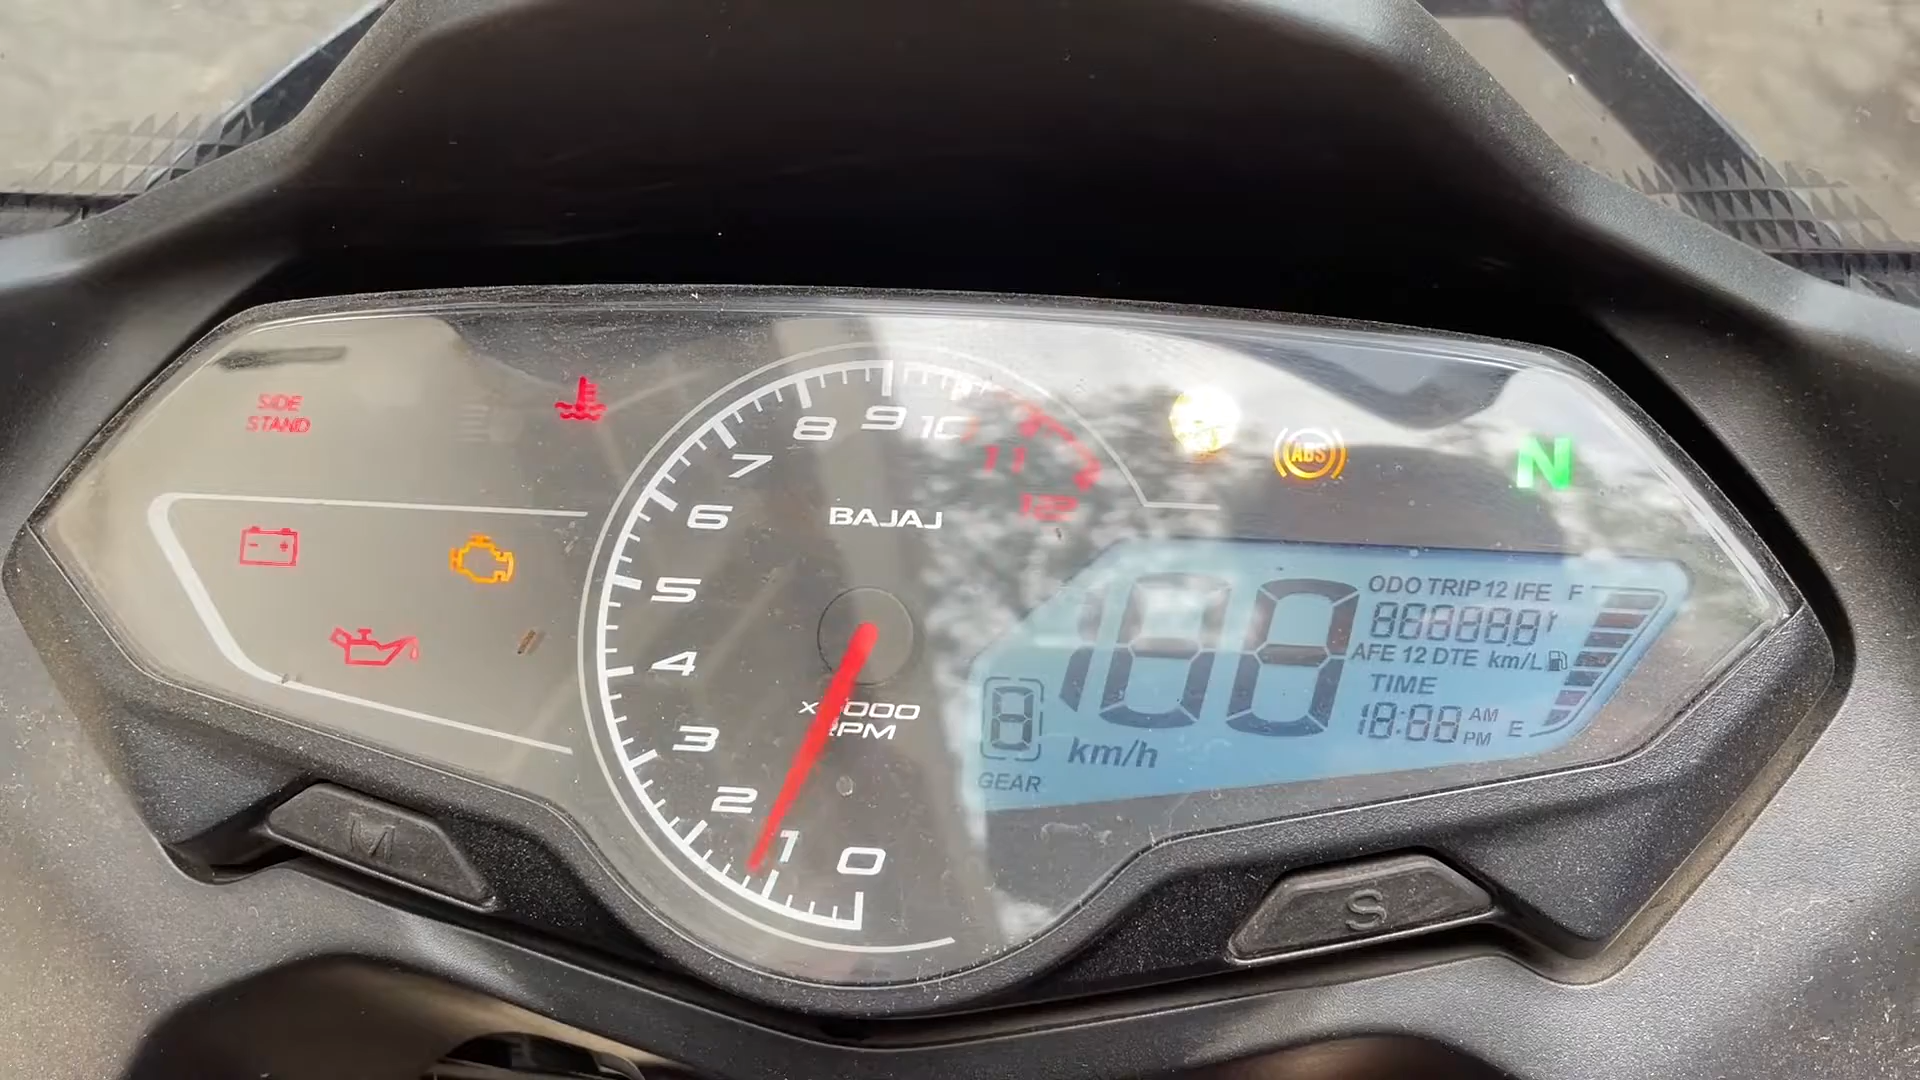 SIDE
STAND
8
9
10
11
12
7
6
5
4
3
2
1
0
BAJAJ
RPM
ABS
N
ODO TRIP 12 IFE F
188
888888
AFE 12 DTE km/L
TIME
18:88 AM
PM
E
8
km/h
GEAR
M
S